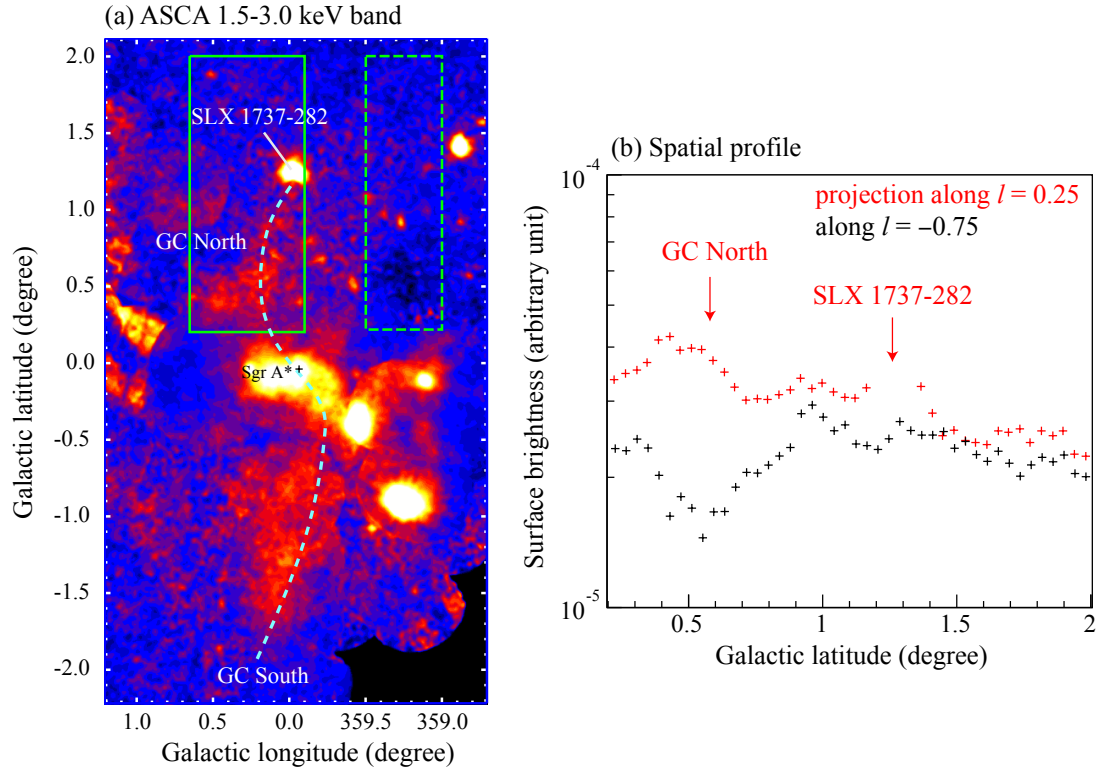 (a) ASCA 1.5-3.0 keV band
2.0
1.5
1.0
0.5
0.0
-0.5
-1.0
-1.5
-2.0
Galactic latitude (degree)
SLX 1737-282
GC North
Sgr A*
GC South
1.0 0.5 0.0 359.5 359.0
Galactic longitude (degree)
(b) Spatial profile
10⁻⁴
10⁻⁵
Surface brightness (arbitrary unit)
projection along l = 0.25
along l = −0.75
GC North
SLX 1737-282
0.5 1 1.5 2
Galactic latitude (degree)